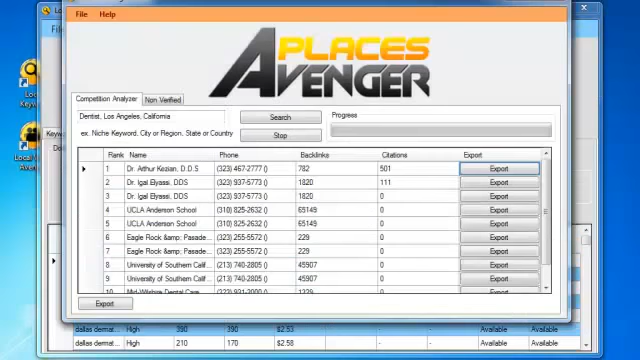 Lo
File Help
Fil
PLACES
AVENGER
Competition Analyzer Non Verified
Dentist, Los Angeles, California Search Progress
ex. Niche Keyword, City or Region, State or Country Stop
Rank Name Phone Backlinks Citations Export
1 Dr. Arthur Kezian, D.D.S (323) 467-2777 () 782 501 Export
2 Dr. Igal Elyassi, DDS (323) 937-5773 () 1820 111 Export
3 Dr. Igal Elyassi, DDS (323) 937-5773 () 1820 0 Export
4 UCLA Anderson School (310) 825-2632 () 65149 0 Export
5 UCLA Anderson School (310) 825-2632 () 65149 0 Export
6 Eagle Rock &amp; Pasade... (323) 255-5572 () 229 0 Export
7 Eagle Rock &amp; Pasade... (323) 255-5572 () 229 0 Export
8 University of Southern Calif... (213) 740-2805 () 45907 0 Export
9 University of Southern Calif... (213) 740-2805 () 45907 0 Export
10 Mid-Wilshire Dental Care 1329 0 Export
Export
dallas dermat... High 390 390 $2.53 - - Available Available
dallas dermat... High 210 170 $2.58 - - Available Available